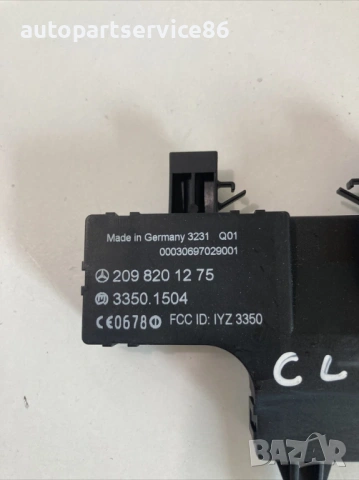 autopartservice86
Made in Germany 3231 Q01
00030697029001
209 820 12 75
3350.1504
CE0678 FCC ID: IYZ 3350
CL
bazar